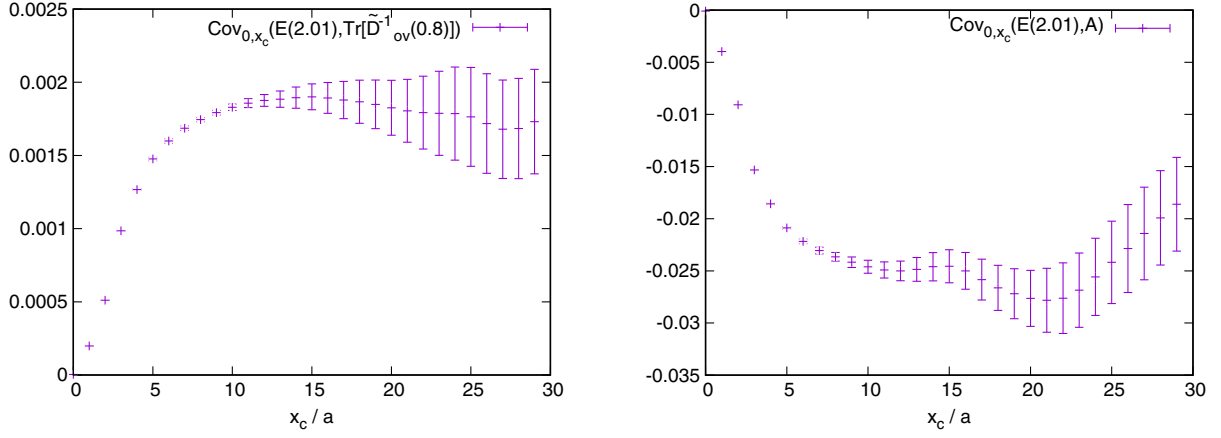 0.0025
0.002
0.0015
0.001
0.0005
0
Cov0,xc(E(2.01),Tr[D̃-1ov(0.8)])
0 5 10 15 20 25 30
xc / a
0
-0.005
-0.01
-0.015
-0.02
-0.025
-0.03
-0.035
Cov0,xc(E(2.01),A)
0 5 10 15 20 25 30
xc / a